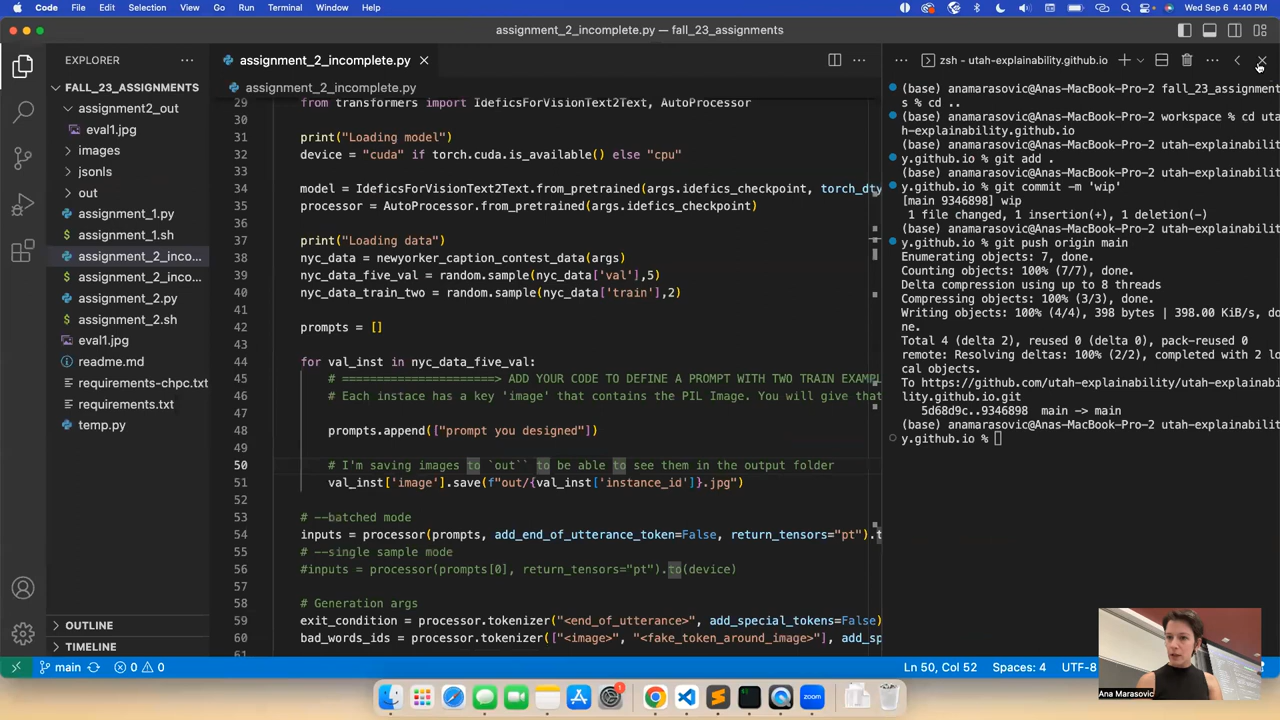 Code File Edit Selection View Go Run Terminal Window Help Wed Sep 6 4:40 PM
assignment_2_incomplete.py — fall_23_assignments
EXPLORER
FALL_23_ASSIGNMENTS
assignment2_out
eval1.jpg
images
jsonls
out
assignment_1.py
assignment_1.sh
assignment_2_inco...
assignment_2_inco...
assignment_2.py
assignment_2.sh
eval1.jpg
readme.md
requirements-chpc.txt
requirements.txt
temp.py
OUTLINE
TIMELINE
assignment_2_incomplete.py
assignment_2_incomplete.py
29 from transformers import IdeficsForVisionText2Text, AutoProcessor
30
31 print("Loading model")
32 device = "cuda" if torch.cuda.is_available() else "cpu"
33
34 model = IdeficsForVisionText2Text.from_pretrained(args.idefics_checkpoint, torch_dty
35 processor = AutoProcessor.from_pretrained(args.idefics_checkpoint)
36
37 print("Loading data")
38 nyc_data = newyorker_caption_contest_data(args)
39 nyc_data_five_val = random.sample(nyc_data['val'],5)
40 nyc_data_train_two = random.sample(nyc_data['train'],2)
41
42 prompts = []
43
44 for val_inst in nyc_data_five_val:
45 # ======================> ADD YOUR CODE TO DEFINE A PROMPT WITH TWO TRAIN EXAMP
46 # Each instace has a key 'image' that contains the PIL Image. You will give that
47
48 prompts.append(["prompt you designed"])
49
50 # I'm saving images to `out`` to be able to see them in the output folder
51 val_inst['image'].save(f"out/{val_inst['instance_id']}.jpg")
52
53 # --batched mode
54 inputs = processor(prompts, add_end_of_utterance_token=False, return_tensors="pt").t
55 # --single sample mode
56 #inputs = processor(prompts[0], return_tensors="pt").to(device)
57
58 # Generation args
59 exit_condition = processor.tokenizer("<end_of_utterance>", add_special_tokens=False)
60 bad_words_ids = processor.tokenizer(["<image>", "<fake_token_around_image>"], add_sp
61
zsh - utah-explainability.github.io
(base) anamarasovic@Anas-MacBook-Pro-2 fall_23_assignment
s % cd ..
(base) anamarasovic@Anas-MacBook-Pro-2 workspace % cd uta
h-explainability.github.io
(base) anamarasovic@Anas-MacBook-Pro-2 utah-explainabilit
y.github.io % git add .
(base) anamarasovic@Anas-MacBook-Pro-2 utah-explainabilit
y.github.io % git commit -m 'wip'
[main 9346898] wip
1 file changed, 1 insertion(+), 1 deletion(-)
(base) anamarasovic@Anas-MacBook-Pro-2 utah-explainabilit
y.github.io % git push origin main
Enumerating objects: 7, done.
Counting objects: 100% (7/7), done.
Delta compression using up to 8 threads
Compressing objects: 100% (3/3), done.
Writing objects: 100% (4/4), 398 bytes | 398.00 KiB/s, do
ne.
Total 4 (delta 2), reused 0 (delta 0), pack-reused 0
remote: Resolving deltas: 100% (2/2), completed with 2 lo
cal objects.
To https://github.com/utah-explainability/utah-explainabi
lity.github.io.git
5d68d9c..9346898 main -> main
(base) anamarasovic@Anas-MacBook-Pro-2 utah-explainabilit
y.github.io %
Ana Marasovic
main 0 0 Ln 50, Col 52 Spaces: 4 UTF-8
zoom